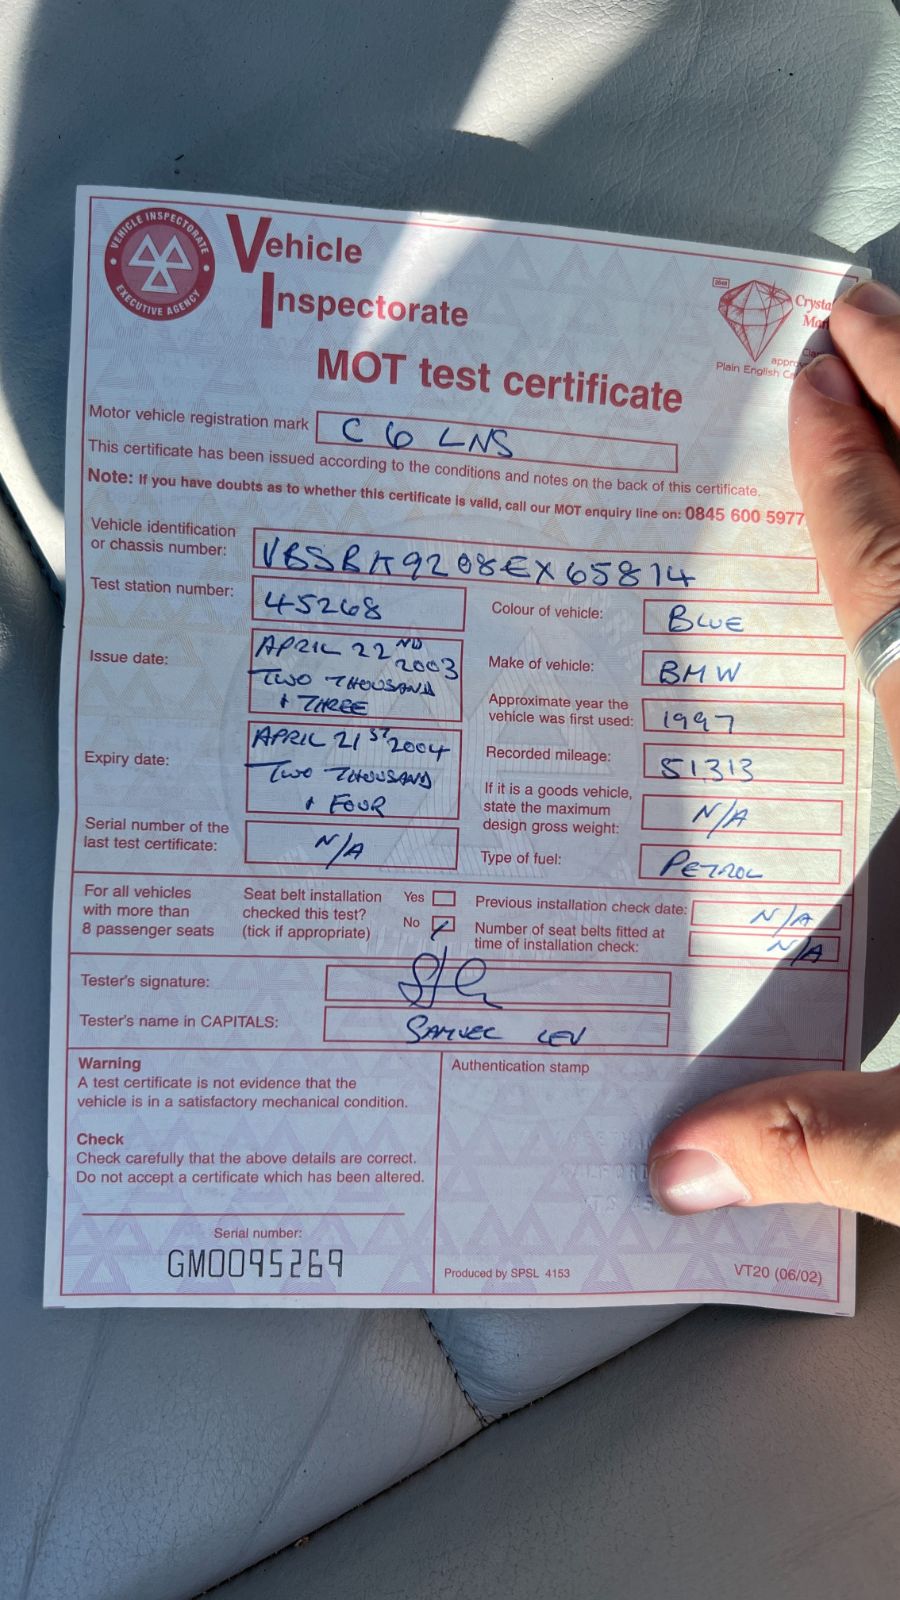 VEHICLE INSPECTORATE
EXECUTIVE AGENCY
Vehicle
Inspectorate
Crystal
Plain English
MOT test certificate
Motor vehicle registration mark C 6 LNS
This certificate has been issued according to the conditions and notes on the back of this certificate.
Note: If you have doubts as to whether this certificate is valid, call our MOT enquiry line on: 0845 600 5977
Vehicle identification
or chassis number: VBSBK9208EX65814
Test station number: 45268
Colour of vehicle: BLUE
Issue date: APRIL 22ND 2003
TWO THOUSAND
+ THREE
Make of vehicle: BMW
Approximate year the
vehicle was first used: 1997
Expiry date: APRIL 21ST 2004
TWO THOUSAND
+ FOUR
Recorded mileage: 51313
If it is a goods vehicle,
state the maximum
design gross weight: N/A
Serial number of the
last test certificate: N/A
Type of fuel: PETROL
For all vehicles
with more than
8 passenger seats
Seat belt installation
checked this test?
(tick if appropriate)
Yes
No
Previous installation check date: N/A
Number of seat belts fitted at
time of installation check: N/A
Tester's signature:
Tester's name in CAPITALS: SAMUEL LEV
Warning
A test certificate is not evidence that the
vehicle is in a satisfactory mechanical condition.
Check
Check carefully that the above details are correct.
Do not accept a certificate which has been altered.
Serial number:
GM0095269
Authentication stamp
Produced by SPSL 4153
VT20 (06/02)